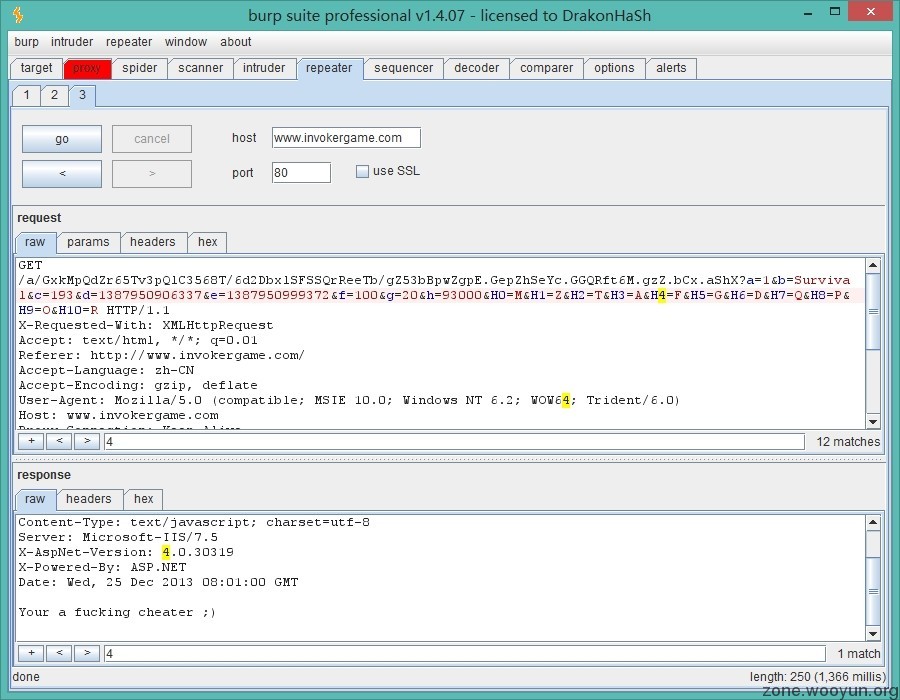 burp suite professional v1.4.07 - licensed to DrakonHaSh
burp intruder repeater window about
target proxy spider scanner intruder repeater sequencer decoder comparer options alerts
1 2 3
go cancel host www.invokergame.com
< > port 80 use SSL
request
raw params headers hex
GET
/a/GxkMpQdZr65Tv3pQlC3568T/6d2DbxlSFSSQrReeTb/gZ53bBpwZgpE.GepZhSeYc.GGQRft6M.gzZ.bCx.aShX?a=1&b=Surviva
l&c=193&d=1387950906337&e=1387950999372&f=100&g=20&h=93000&H0=M&H1=Z&H2=T&H3=A&H4=F&H5=G&H6=D&H7=Q&H8=P&
H9=O&H10=R HTTP/1.1
X-Requested-With: XMLHttpRequest
Accept: text/html, */*; q=0.01
Referer: http://www.invokergame.com/
Accept-Language: zh-CN
Accept-Encoding: gzip, deflate
User-Agent: Mozilla/5.0 (compatible; MSIE 10.0; Windows NT 6.2; WOW64; Trident/6.0)
Host: www.invokergame.com
Proxy-Connection: Keep-Alive
+ < > 4 12 matches
response
raw headers hex
Content-Type: text/javascript; charset=utf-8
Server: Microsoft-IIS/7.5
X-AspNet-Version: 4.0.30319
X-Powered-By: ASP.NET
Date: Wed, 25 Dec 2013 08:01:00 GMT
Your a fucking cheater ;)
+ < > 4 1 match
done length: 250 (1,366 millis)
zone.wooyun.org